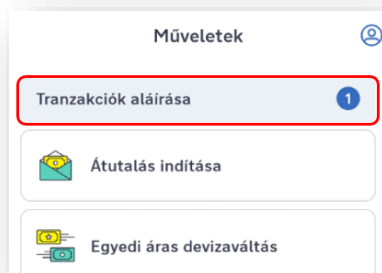 Műveletek
Tranzakciók aláírása 1
Átutalás indítása
Egyedi áras devizaváltás